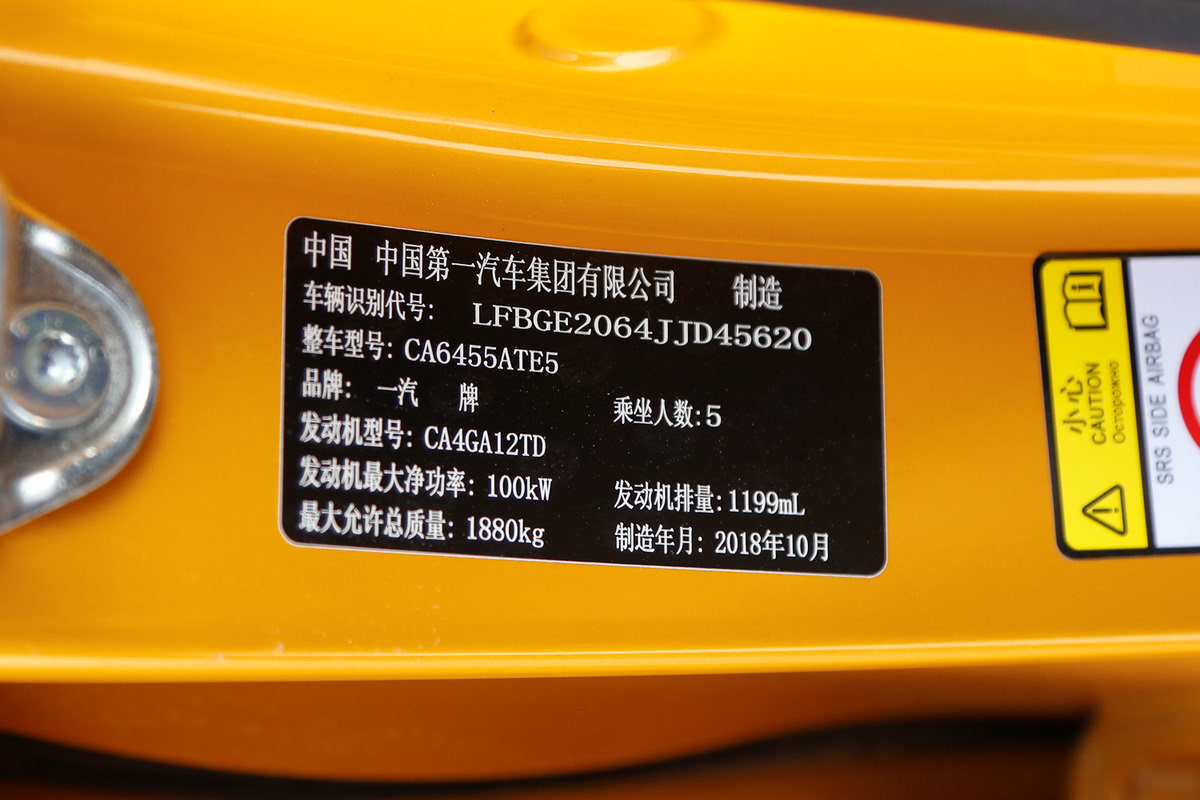 中国 中国第一汽车集团有限公司 制造
车辆识别代号: LFBGE2064JJD45620
整车型号: CA6455ATE5
品牌: 一汽 牌 乘坐人数:5
发动机型号: CA4GA12TD
发动机最大净功率: 100kW 发动机排量:1199mL
最大允许总质量: 1880kg 制造年月: 2018年10月
小心
CAUTION
Осторожно
SRS SIDE AIRBAG